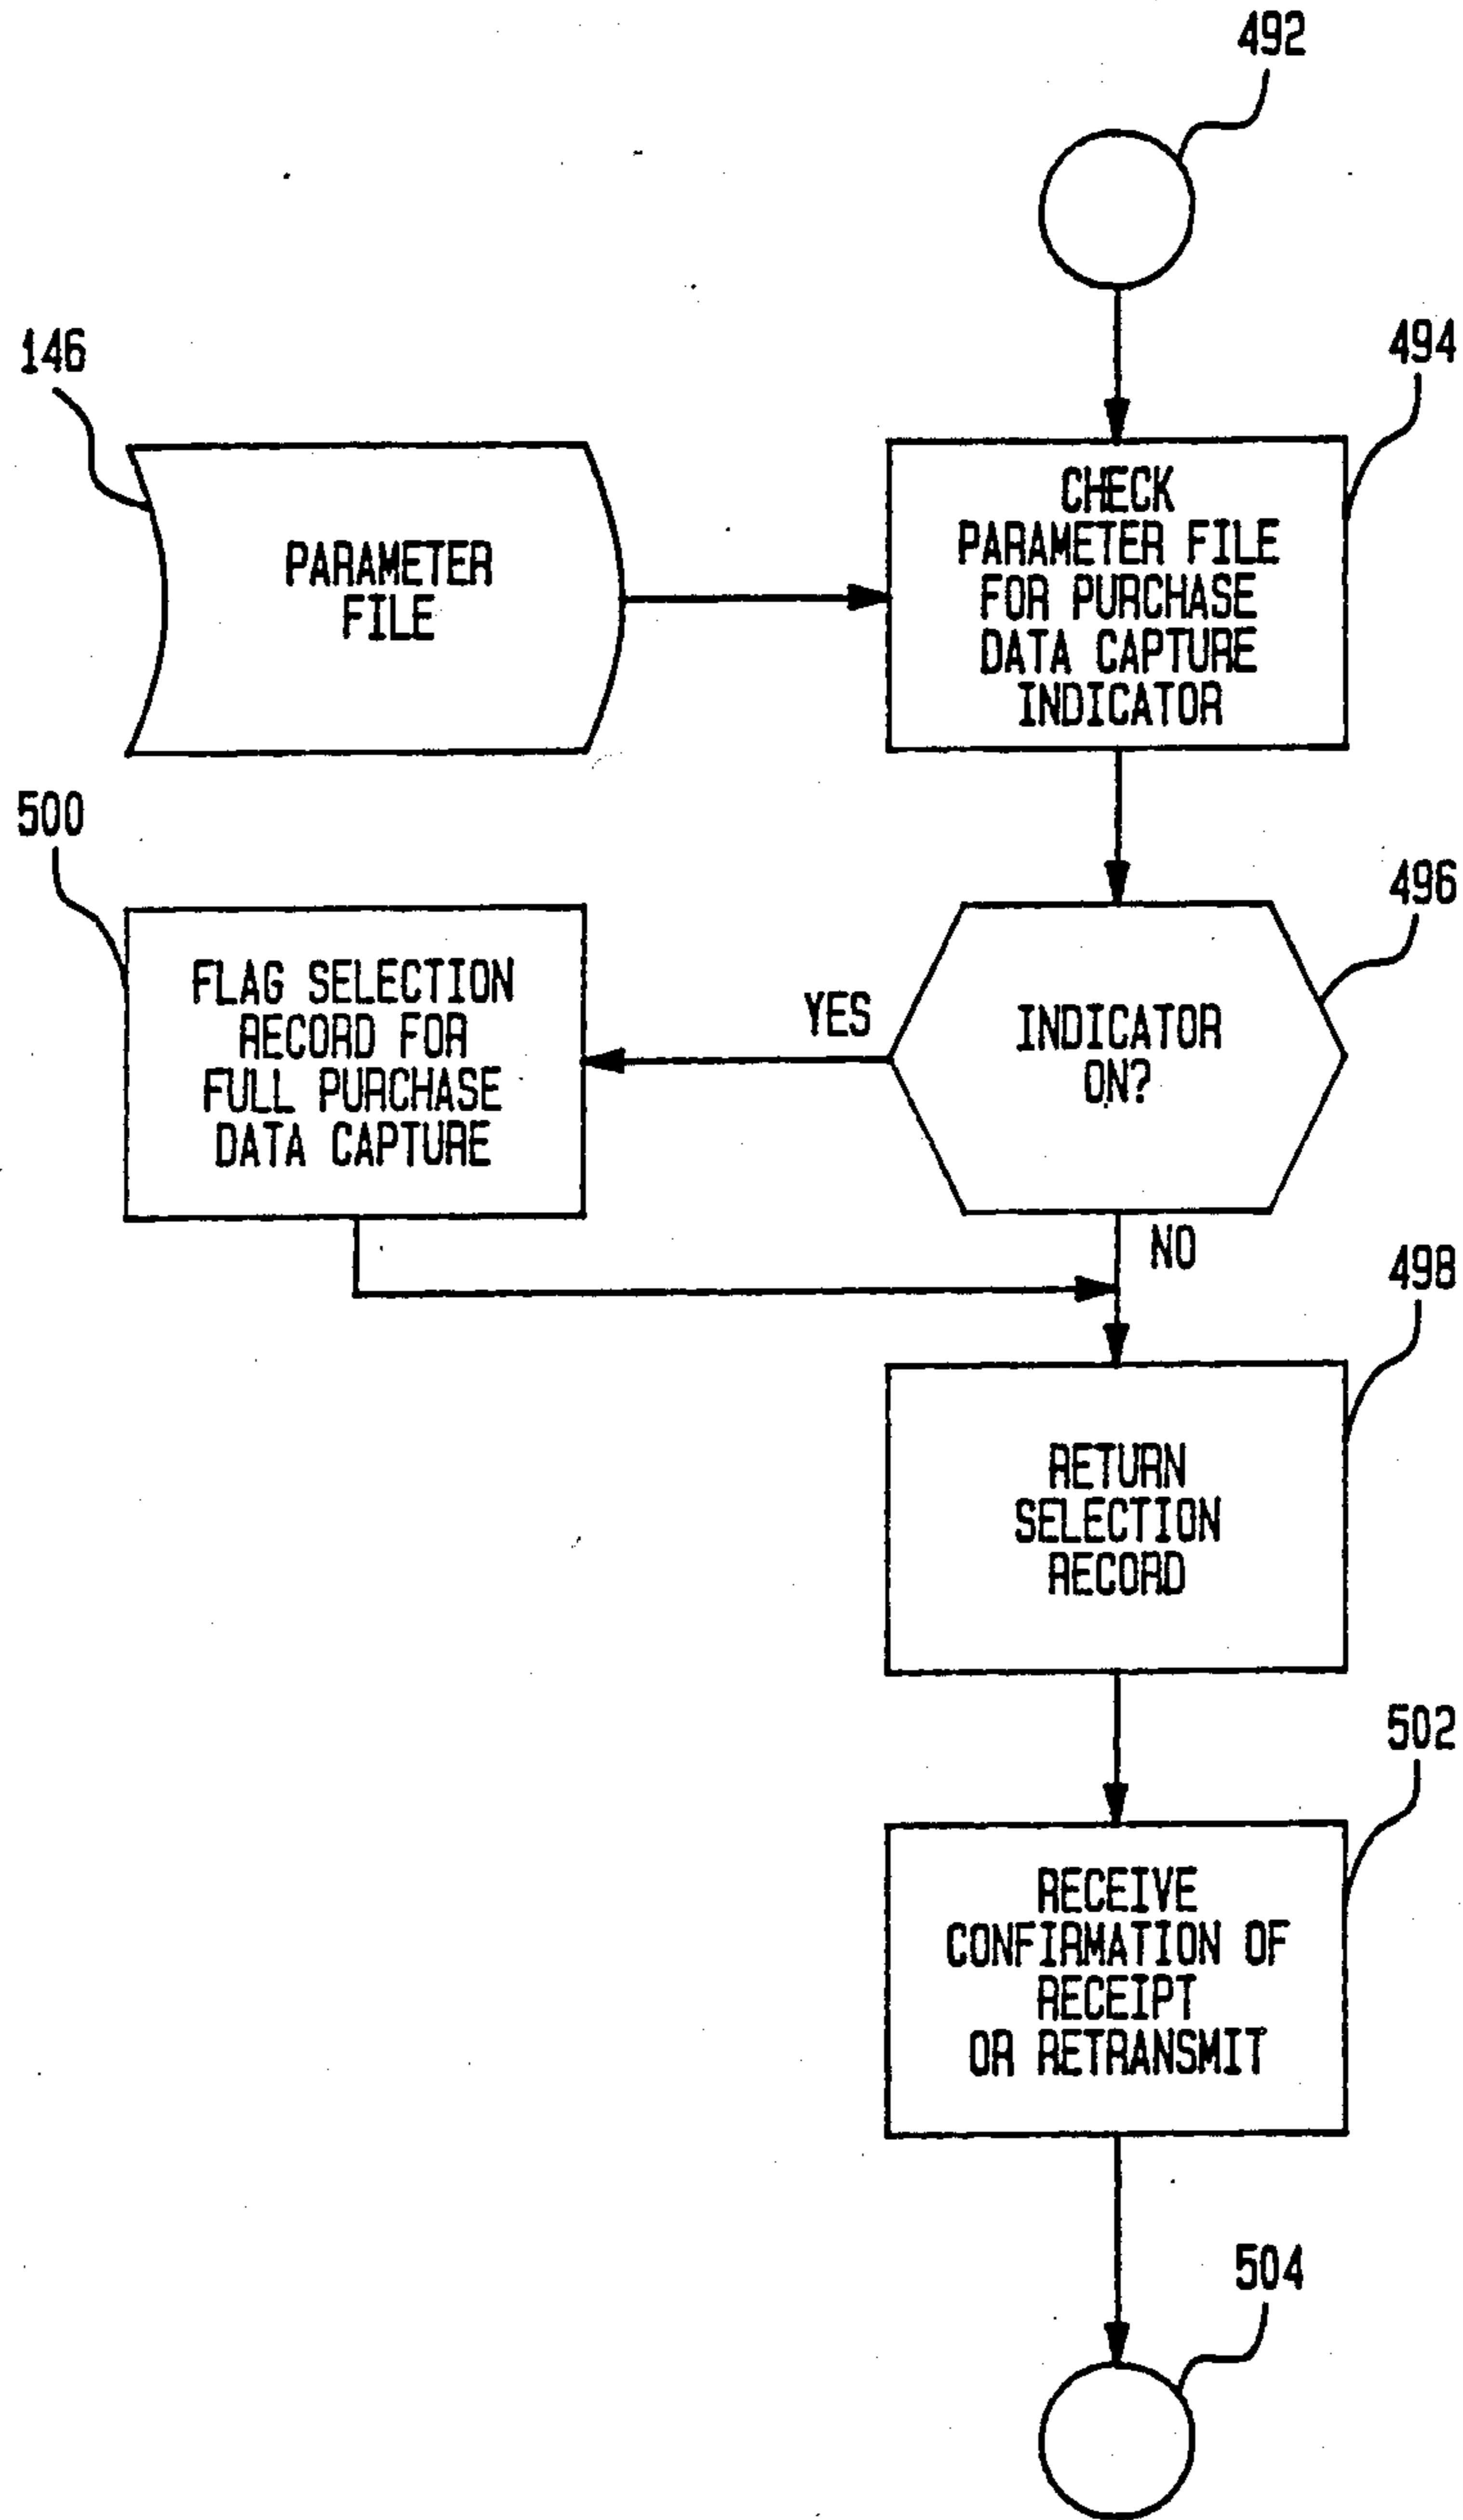 492
146
494
PARAMETER
FILE
CHECK
PARAMETER FILE
FOR PURCHASE
DATA CAPTURE
INDICATOR
500
496
FLAG SELECTION
RECORD FOR
FULL PURCHASE
DATA CAPTURE
YES
INDICATOR
ON?
NO
498
RETURN
SELECTION
RECORD
502
RECEIVE
CONFIRMATION OF
RECEIPT
OR RETRANSMIT
504